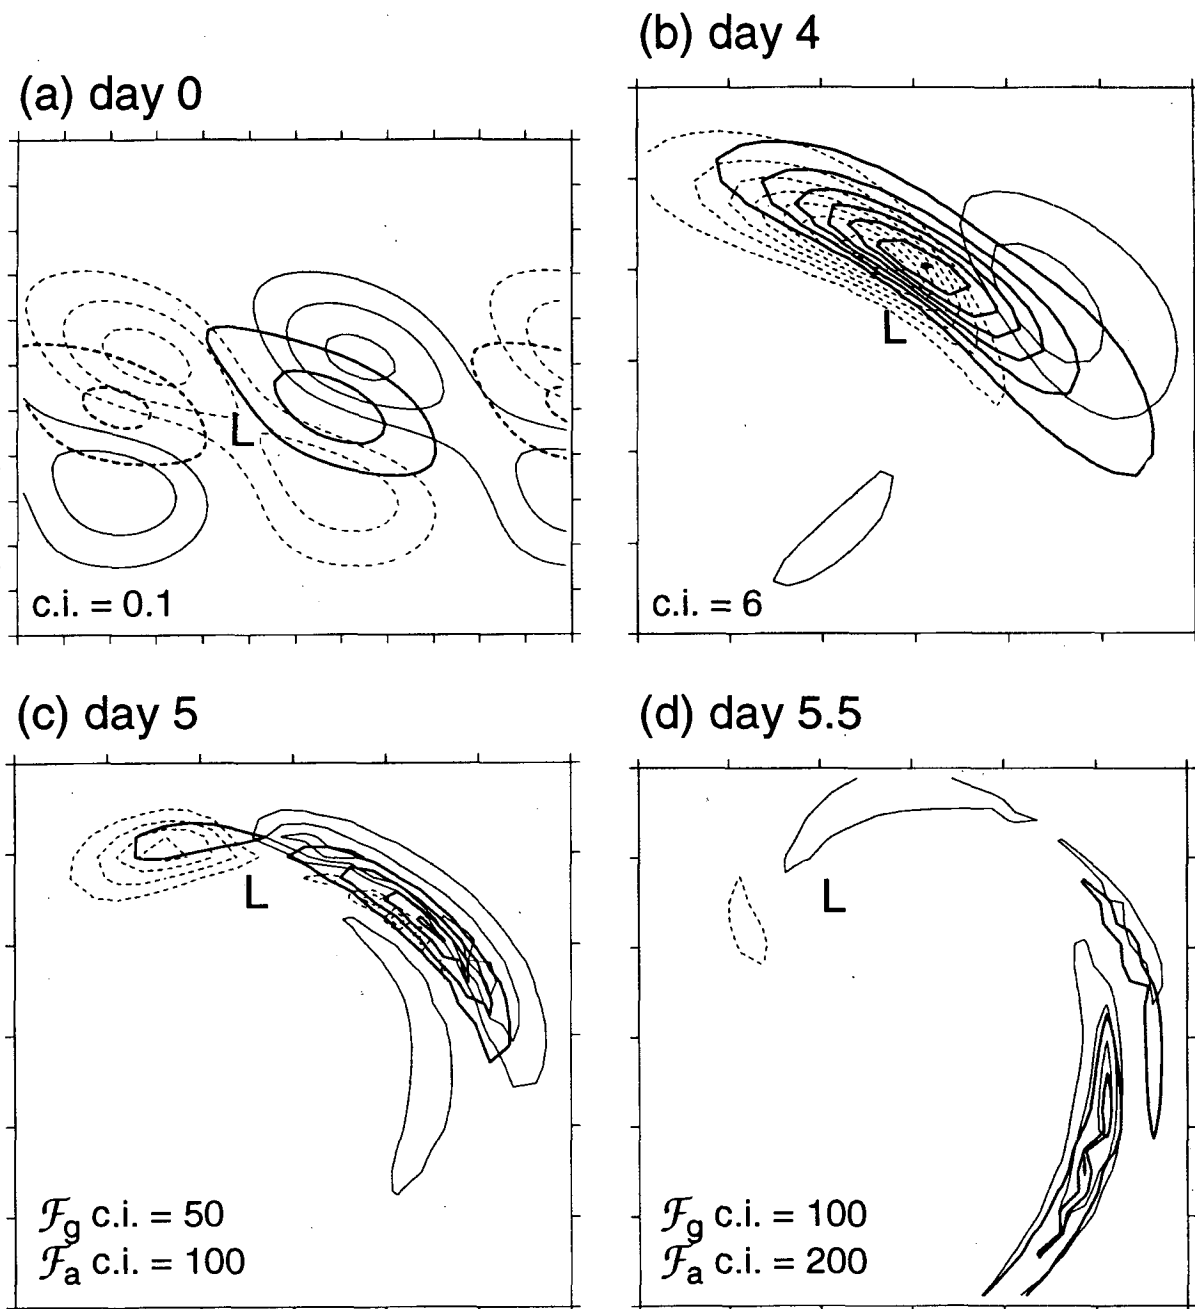 (a) day 0
L
c.i. = 0.1
(b) day 4
L
c.i. = 6
(c) day 5
L
ℱg c.i. = 50
ℱa c.i. = 100
(d) day 5.5
L
ℱg c.i. = 100
ℱa c.i. = 200